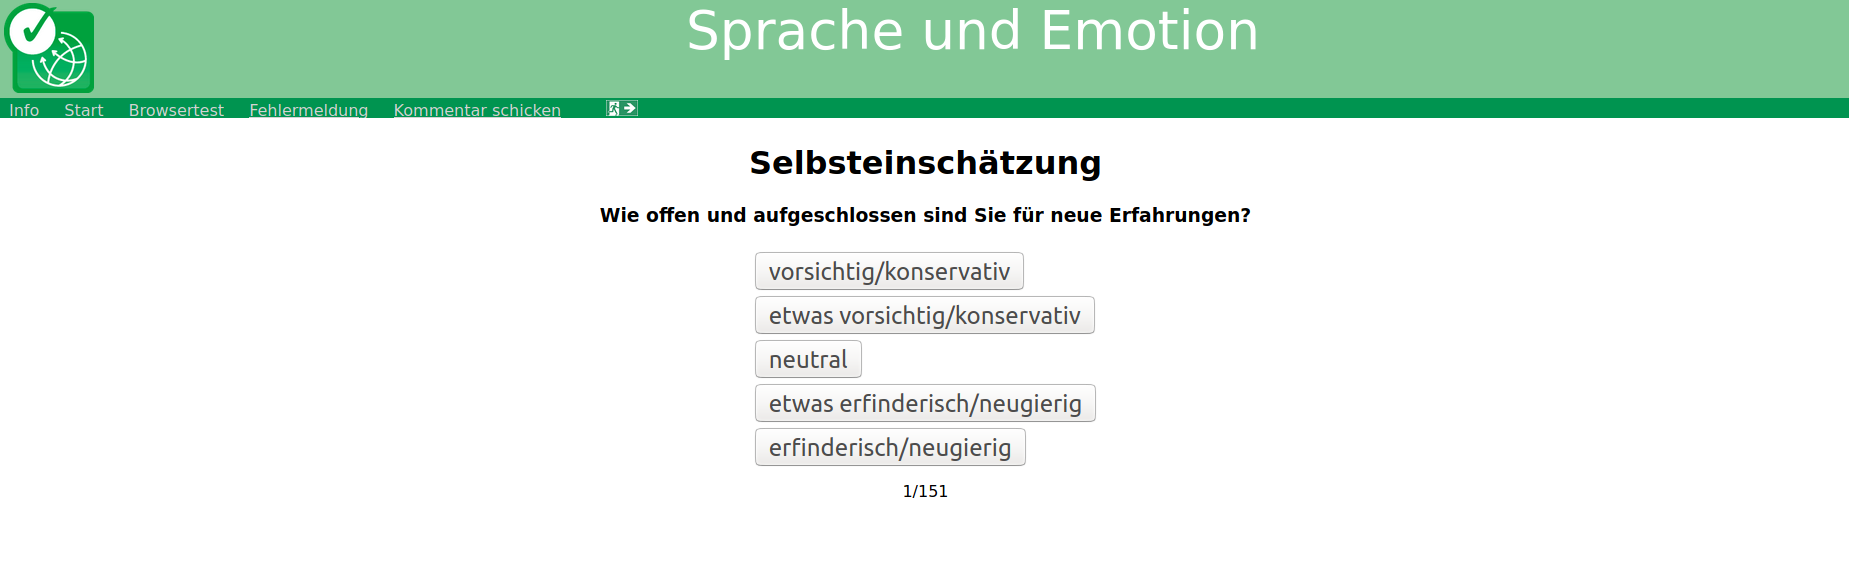 Sprache und Emotion
Info Start Browsertest Fehlermeldung Kommentar schicken
Selbsteinschätzung
Wie offen und aufgeschlossen sind Sie für neue Erfahrungen?
vorsichtig/konservativ
etwas vorsichtig/konservativ
neutral
etwas erfinderisch/neugierig
erfinderisch/neugierig
1/151